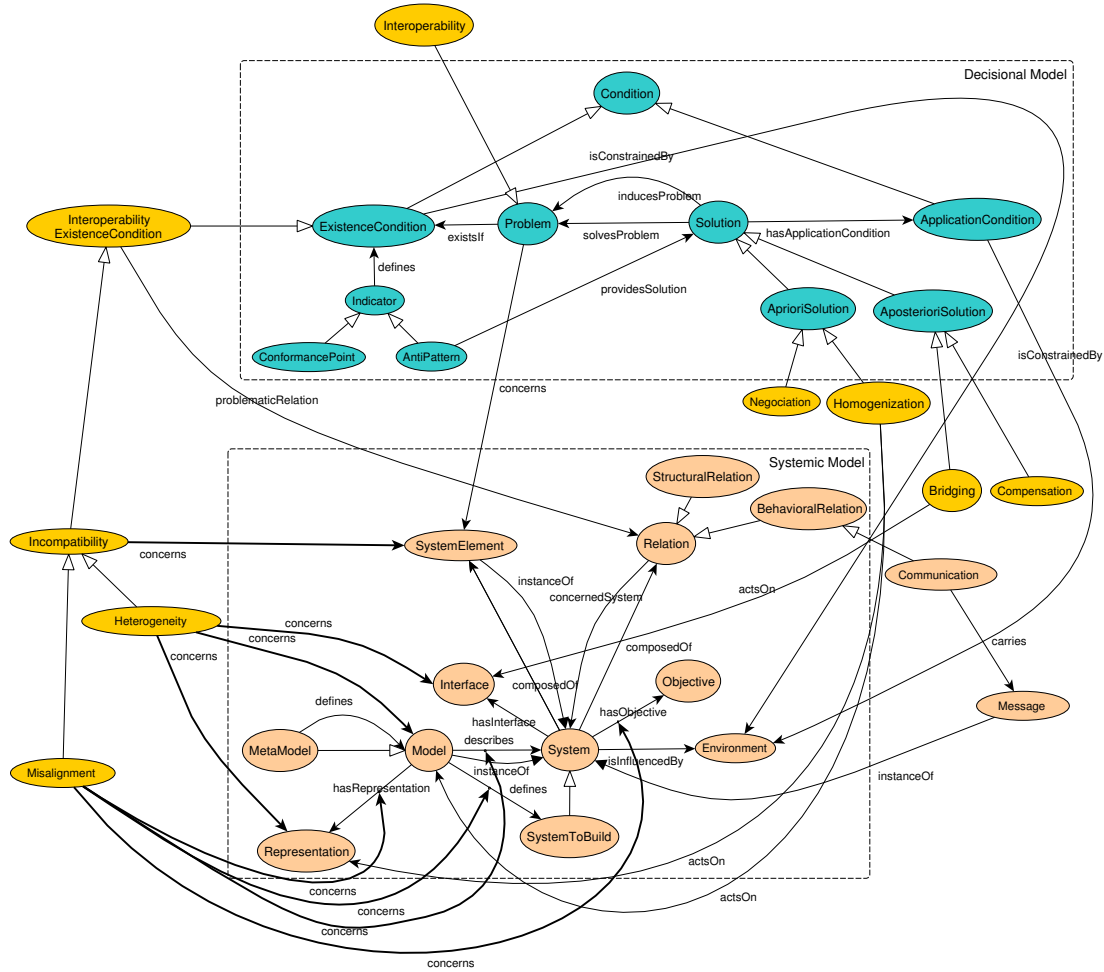 Interoperability
Decisional Model
Condition
isConstrainedBy
inducesProblem
Interoperability
ExistenceCondition
ExistenceCondition
existsIf
Problem
solvesProblem
Solution
hasApplicationCondition
ApplicationCondition
defines
Indicator
providesSolution
AprioriSolution
AposterioriSolution
ConformancePoint
AntiPattern
isConstrainedBy
concerns
problematicRelation
Negociation
Homogenization
Systemic Model
StructuralRelation
Bridging
Compensation
BehavioralRelation
Incompatibility
concerns
SystemElement
Relation
Communication
instanceOf
concernedSystem
actsOn
Heterogeneity
concerns
concerns
concerns
carries
composedOf
Interface
composedOf
Objective
defines
hasInterface
hasObjective
Message
MetaModel
Model
describes
System
Environment
isInfluencedBy
Misalignment
instanceOf
instanceOf
hasRepresentation
defines
SystemToBuild
Representation
actsOn
concerns
actsOn
concerns
concerns
concerns